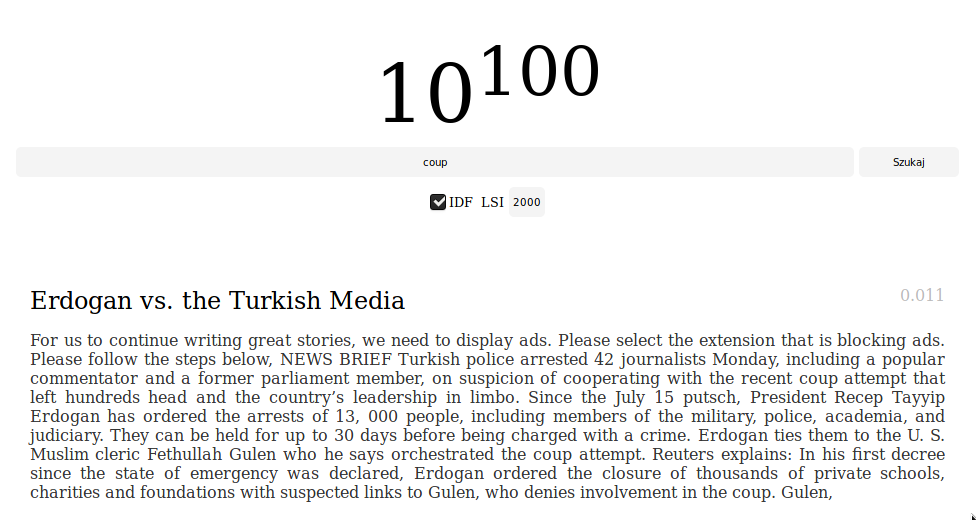 10^100
coup
Szukaj
IDF LSI 2000
Erdogan vs. the Turkish Media
0.011
For us to continue writing great stories, we need to display ads. Please select the extension that is blocking ads.
Please follow the steps below, NEWS BRIEF Turkish police arrested 42 journalists Monday, including a popular
commentator and a former parliament member, on suspicion of cooperating with the recent coup attempt that
left hundreds head and the country’s leadership in limbo. Since the July 15 putsch, President Recep Tayyip
Erdogan has ordered the arrests of 13, 000 people, including members of the military, police, academia, and
judiciary. They can be held for up to 30 days before being charged with a crime. Erdogan ties them to the U. S.
Muslim cleric Fethullah Gulen who he says orchestrated the coup attempt. Reuters explains: In his first decree
since the state of emergency was declared, Erdogan ordered the closure of thousands of private schools,
charities and foundations with suspected links to Gulen, who denies involvement in the coup. Gulen,